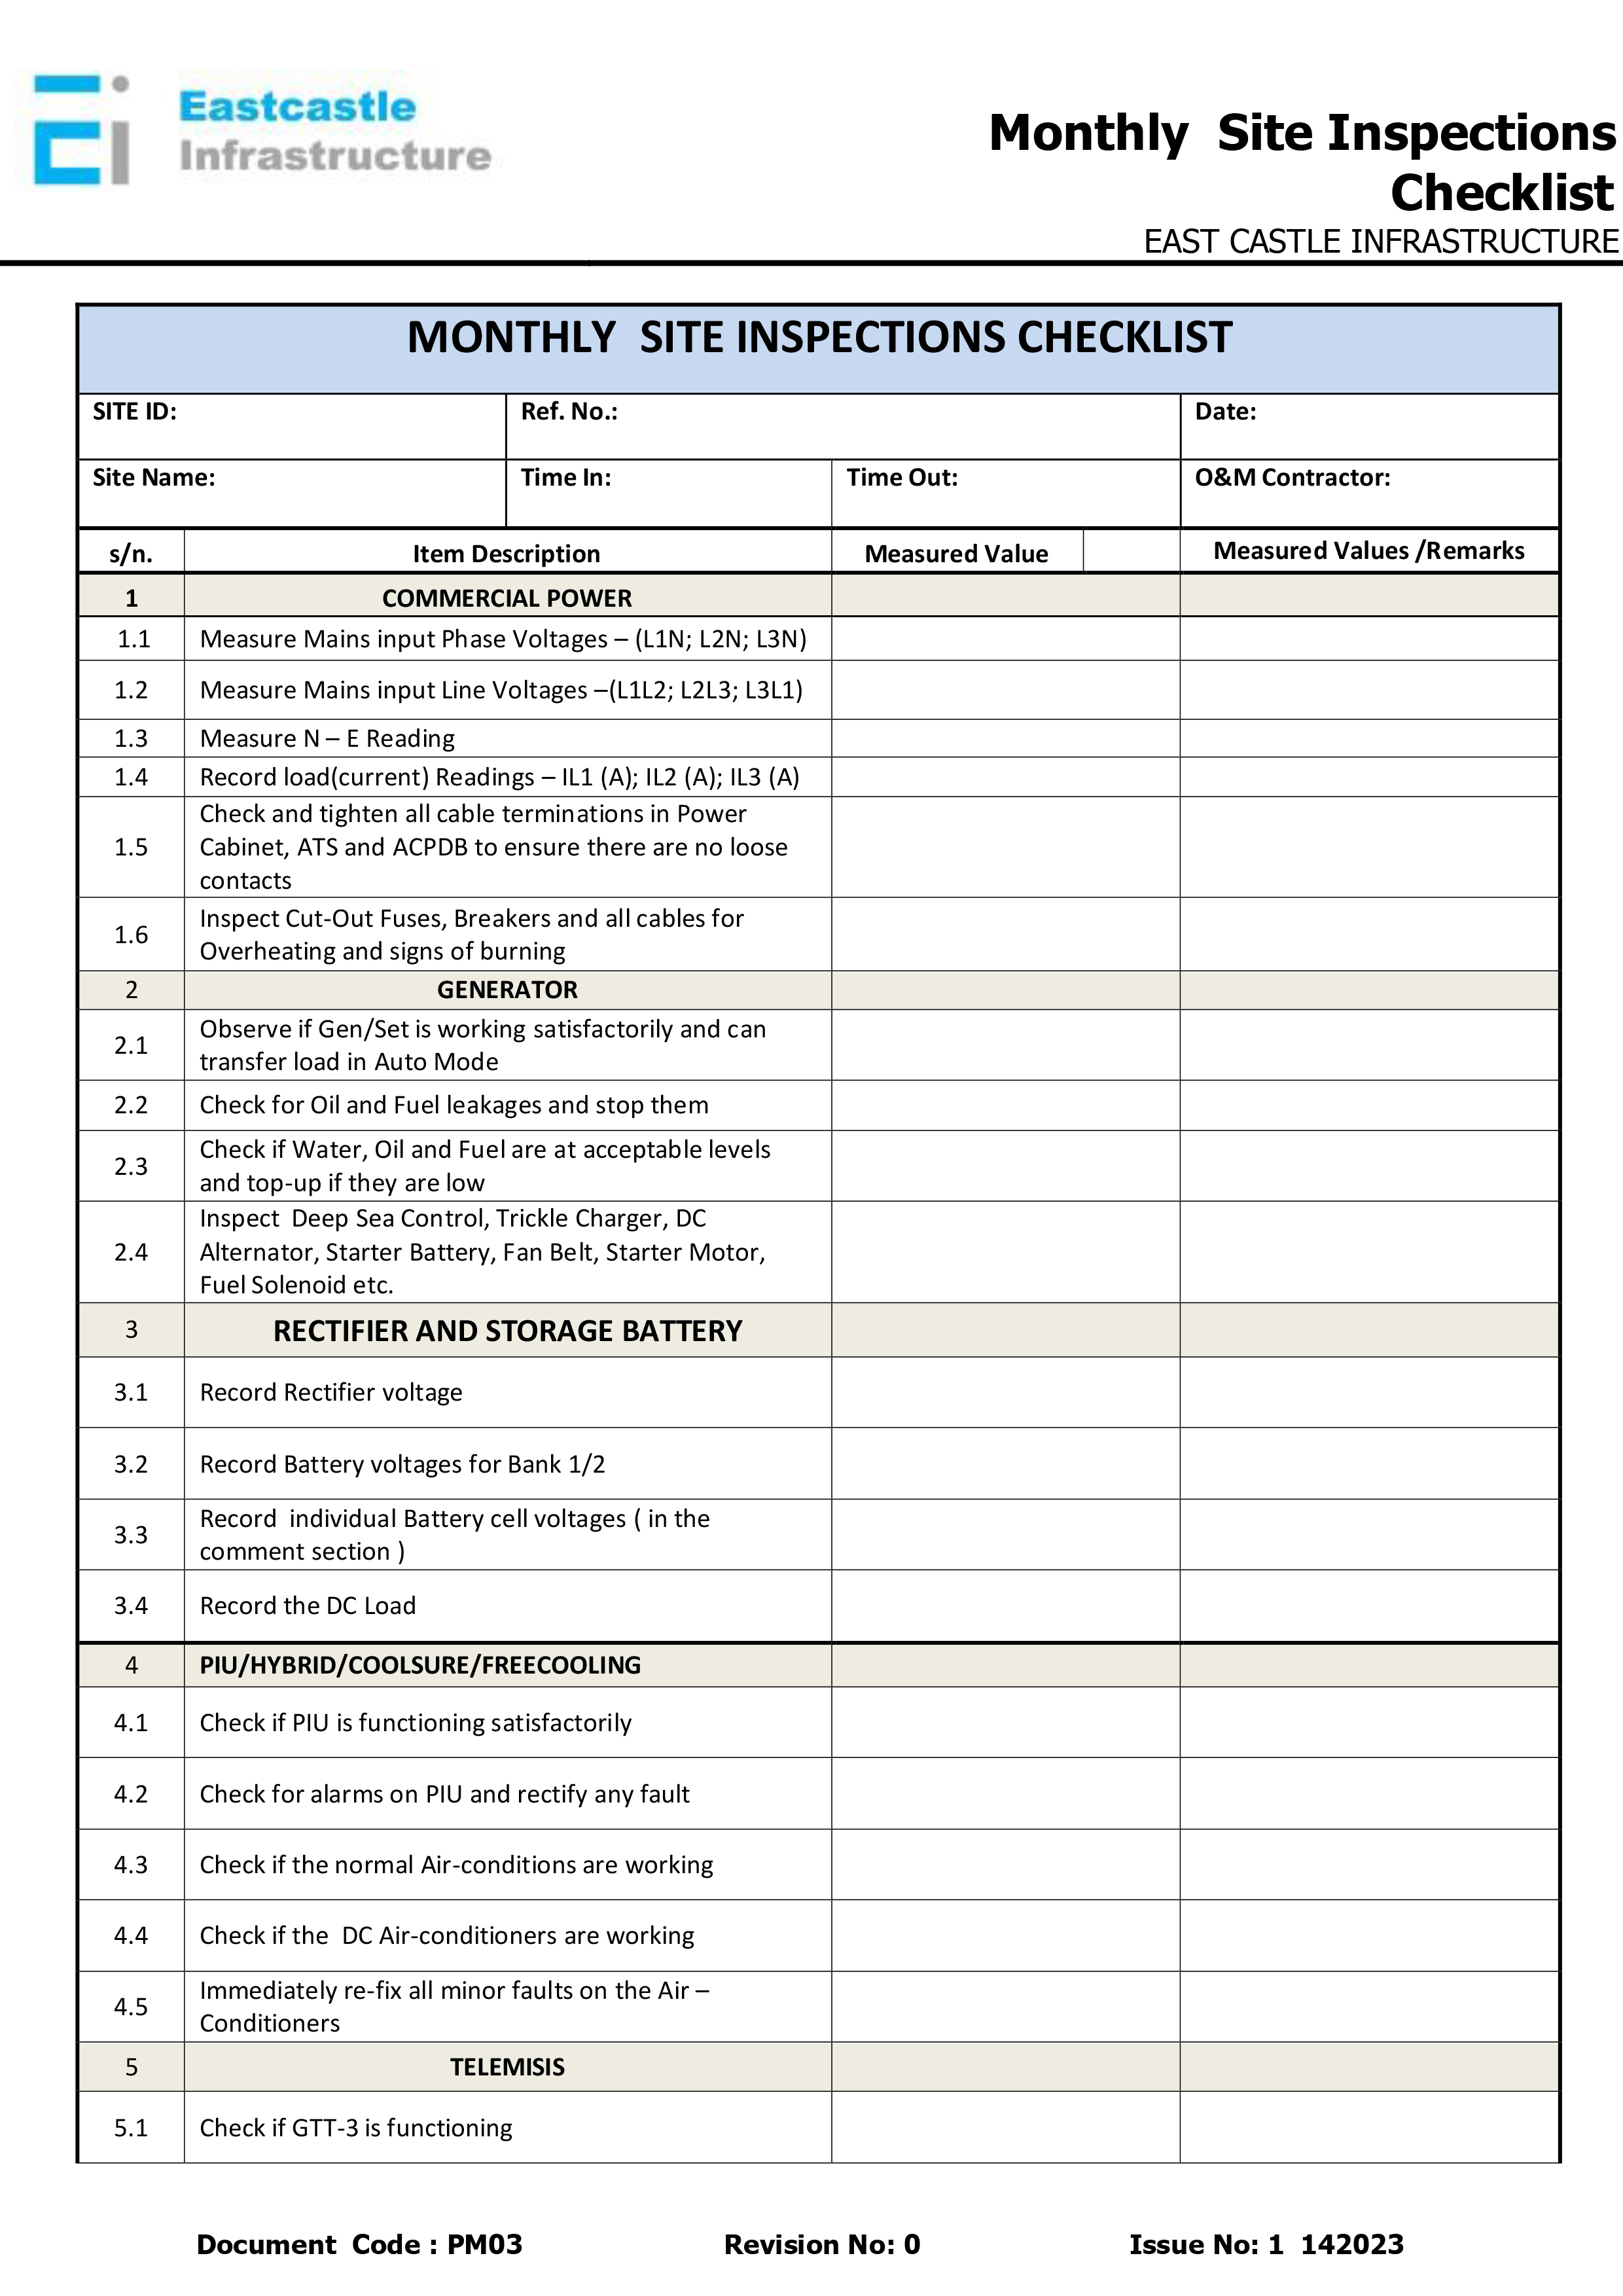 Eastcastle
Infrastructure
Monthly  Site Inspections
Checklist
EAST CASTLE INFRASTRUCTURE
MONTHLY  SITE INSPECTIONS CHECKLIST
SITE ID:
Ref. No.:
Date:
Site Name:
Time In:
Time Out:
O&M Contractor:
s/n.
Item Description
Measured Value
Measured Values /Remarks
1
COMMERCIAL POWER
1.1
Measure Mains input Phase Voltages – (L1N; L2N; L3N)
1.2
Measure Mains input Line Voltages –(L1L2; L2L3; L3L1)
1.3
Measure N – E Reading
1.4
Record load(current) Readings – IL1 (A); IL2 (A); IL3 (A)
1.5
Check and tighten all cable terminations in Power
Cabinet, ATS and ACPDB to ensure there are no loose
contacts
1.6
Inspect Cut-Out Fuses, Breakers and all cables for
Overheating and signs of burning
2
GENERATOR
2.1
Observe if Gen/Set is working satisfactorily and can
transfer load in Auto Mode
2.2
Check for Oil and Fuel leakages and stop them
2.3
Check if Water, Oil and Fuel are at acceptable levels
and top-up if they are low
2.4
Inspect  Deep Sea Control, Trickle Charger, DC
Alternator, Starter Battery, Fan Belt, Starter Motor,
Fuel Solenoid etc.
3
RECTIFIER AND STORAGE BATTERY
3.1
Record Rectifier voltage
3.2
Record Battery voltages for Bank 1/2
3.3
Record  individual Battery cell voltages ( in the
comment section )
3.4
Record the DC Load
4
PIU/HYBRID/COOLSURE/FREECOOLING
4.1
Check if PIU is functioning satisfactorily
4.2
Check for alarms on PIU and rectify any fault
4.3
Check if the normal Air-conditions are working
4.4
Check if the  DC Air-conditioners are working
4.5
Immediately re-fix all minor faults on the Air –
Conditioners
5
TELEMISIS
5.1
Check if GTT-3 is functioning
Document  Code : PM03
Revision No: 0
Issue No: 1  142023